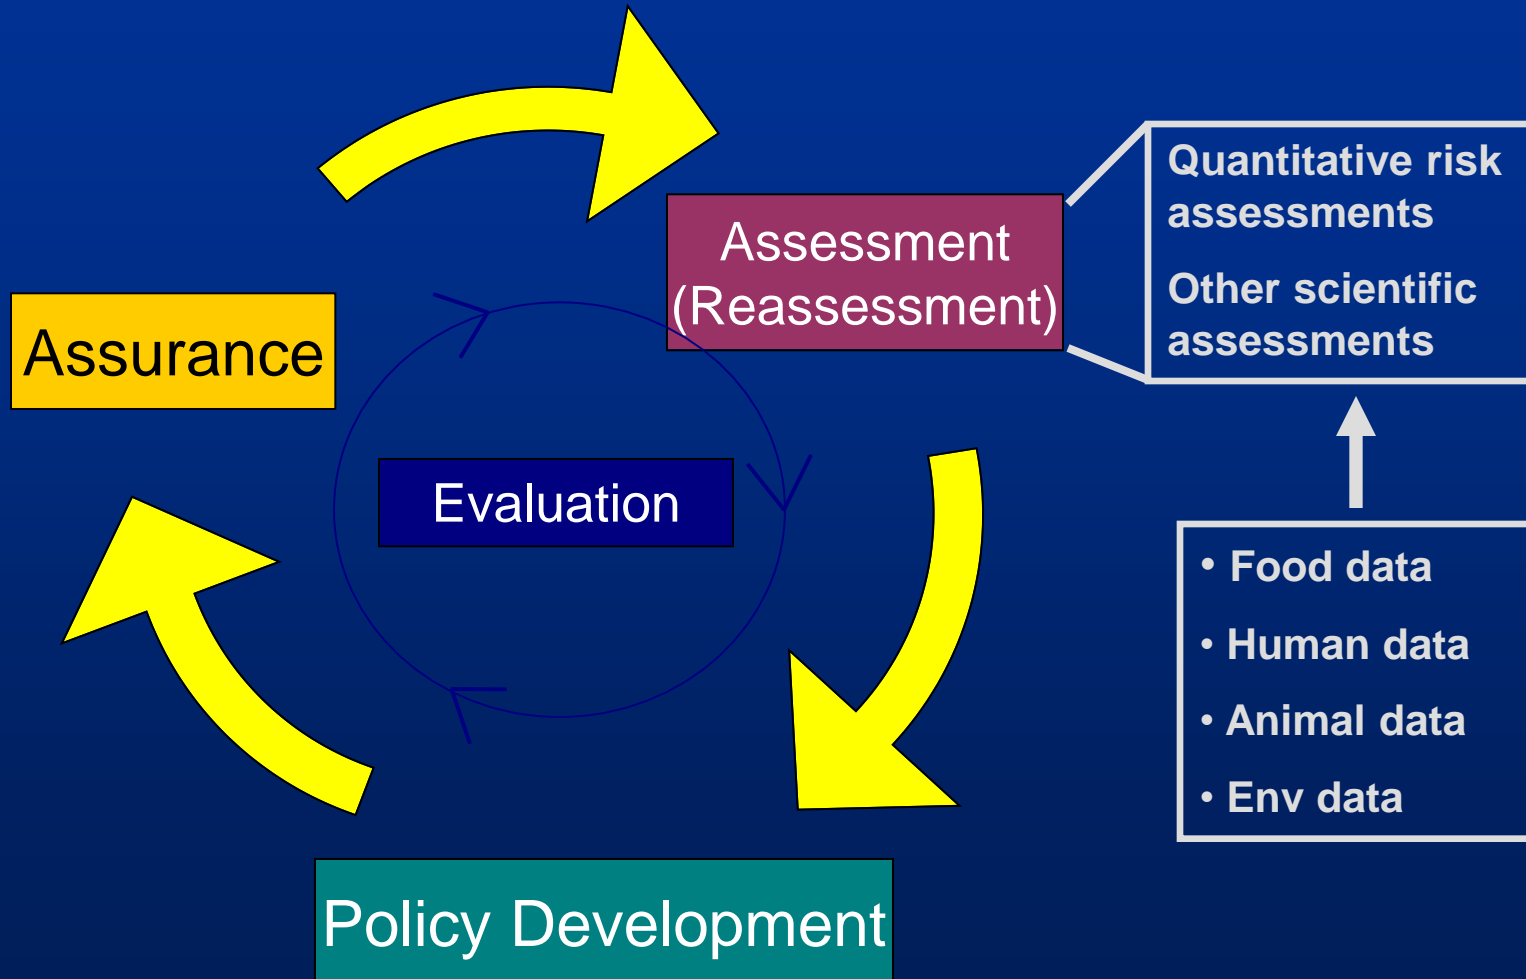 Assessment
(Reassessment)
Quantitative risk
assessments
Other scientific
assessments
Assurance
Evaluation
• Food data
• Human data
• Animal data
• Env data
Policy Development